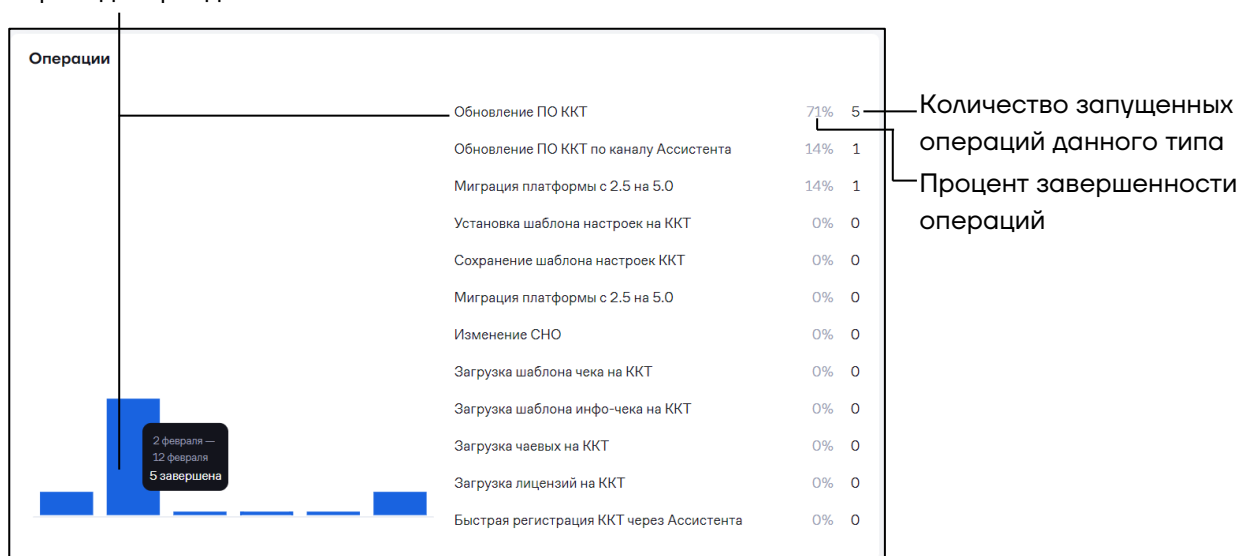 Операции
Обновление ПО ККТ 71% 5
Обновление ПО ККТ по каналу Ассистента 14% 1
Миграция платформы с 2.5 на 5.0 14% 1
Установка шаблона настроек на ККТ 0% 0
Сохранение шаблона настроек ККТ 0% 0
Миграция платформы с 2.5 на 5.0 0% 0
Изменение СНО 0% 0
Загрузка шаблона чека на ККТ 0% 0
Загрузка шаблона инфо-чека на ККТ 0% 0
Загрузка чаевых на ККТ 0% 0
Загрузка лицензий на ККТ 0% 0
Быстрая регистрация ККТ через Ассистента 0% 0
2 февраля —
12 февраля
5 завершена
Количество запущенных
операций данного типа
Процент завершенности
операций